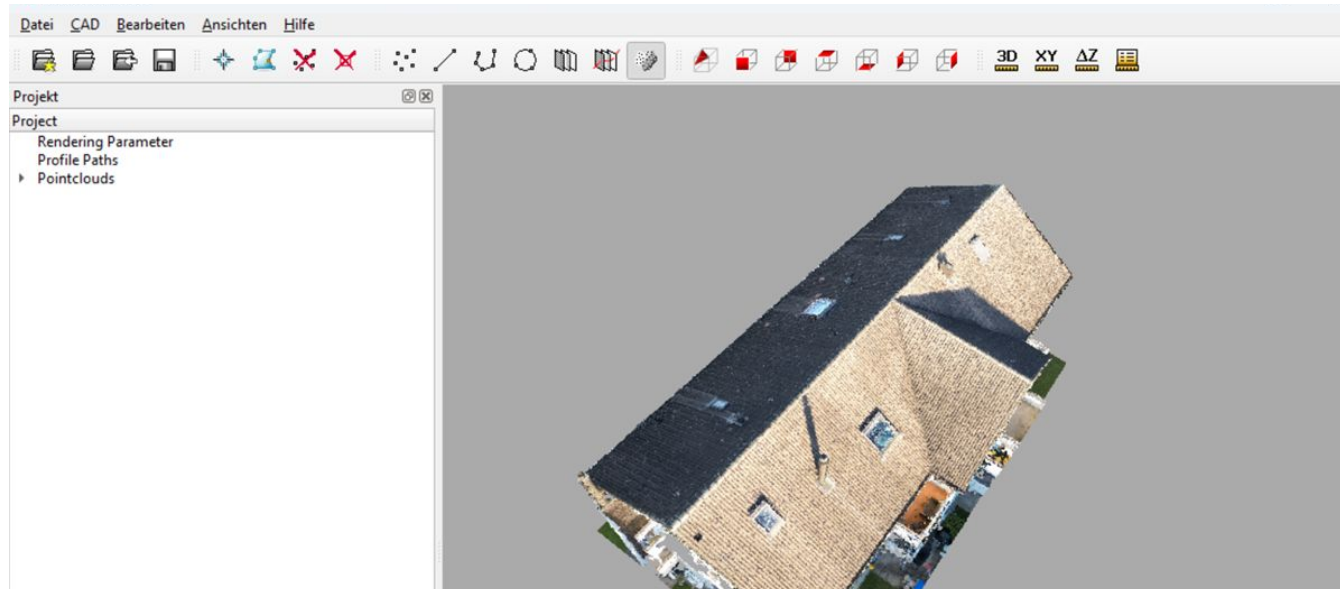 Datei CAD Bearbeiten Ansichten Hilfe
3D XY ΔZ
Projekt
Project
Rendering Parameter
Profile Paths
Pointclouds